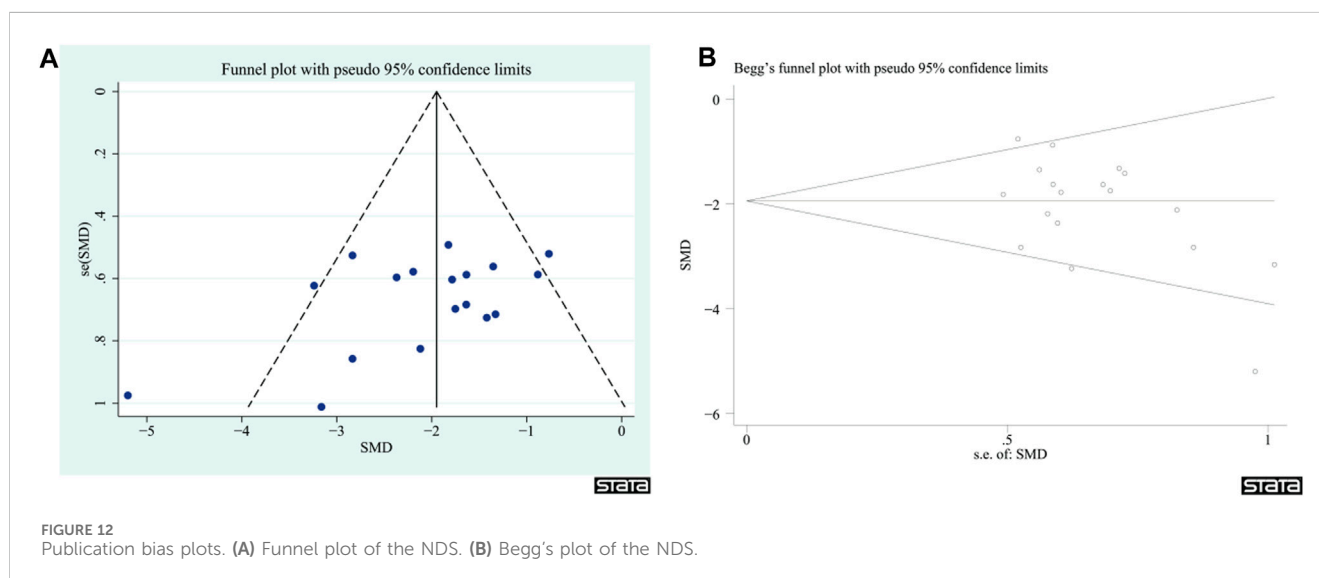 A
Funnel plot with pseudo 95% confidence limits
0
.2
.4
.6
.8
1
se(SMD)
−5
−4
−3
−2
−1
0
SMD
STATA
B
Begg's funnel plot with pseudo 95% confidence limits
0
−2
−4
−6
SMD
0
.5
1
s.e. of: SMD
STATA
FIGURE 12
Publication bias plots. (A) Funnel plot of the NDS. (B) Begg's plot of the NDS.